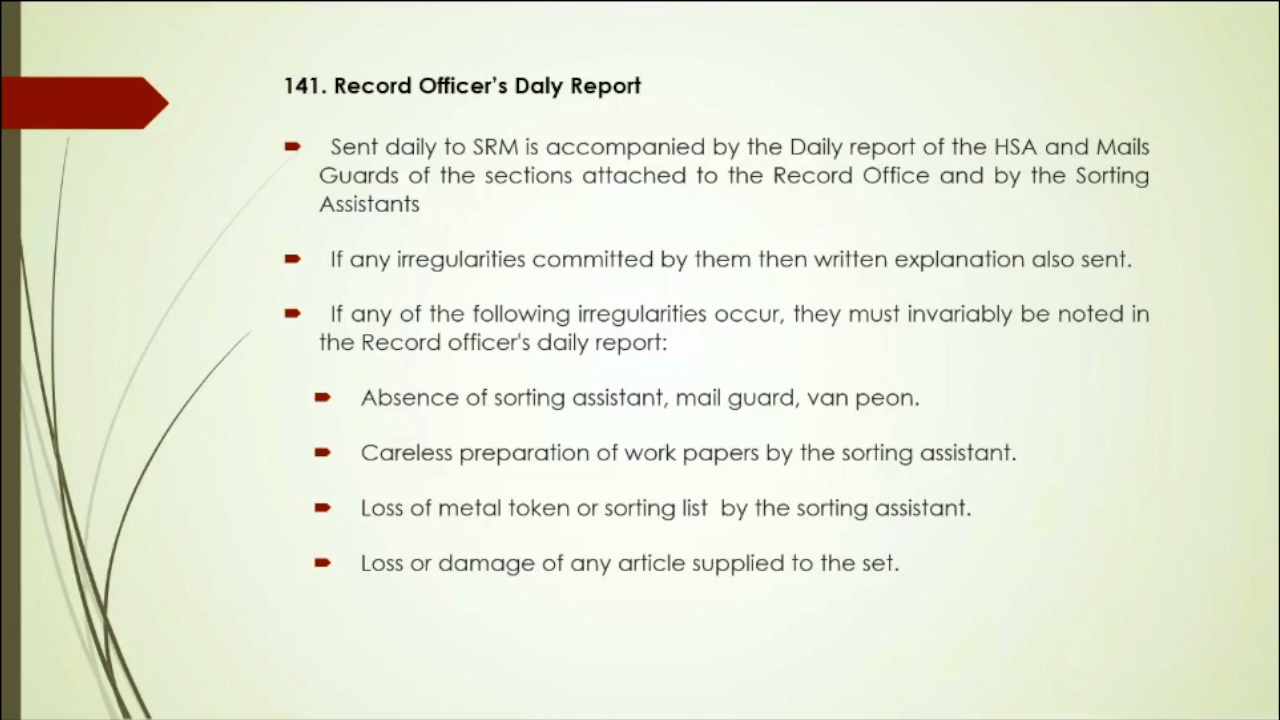 141. Record Officer’s Daly Report
Sent daily to SRM is accompanied by the Daily report of the HSA and Mails
Guards of the sections attached to the Record Office and by the Sorting
Assistants
If any irregularities committed by them then written explanation also sent.
If any of the following irregularities occur, they must invariably be noted in
the Record officer's daily report:
Absence of sorting assistant, mail guard, van peon.
Careless preparation of work papers by the sorting assistant.
Loss of metal token or sorting list by the sorting assistant.
Loss or damage of any article supplied to the set.